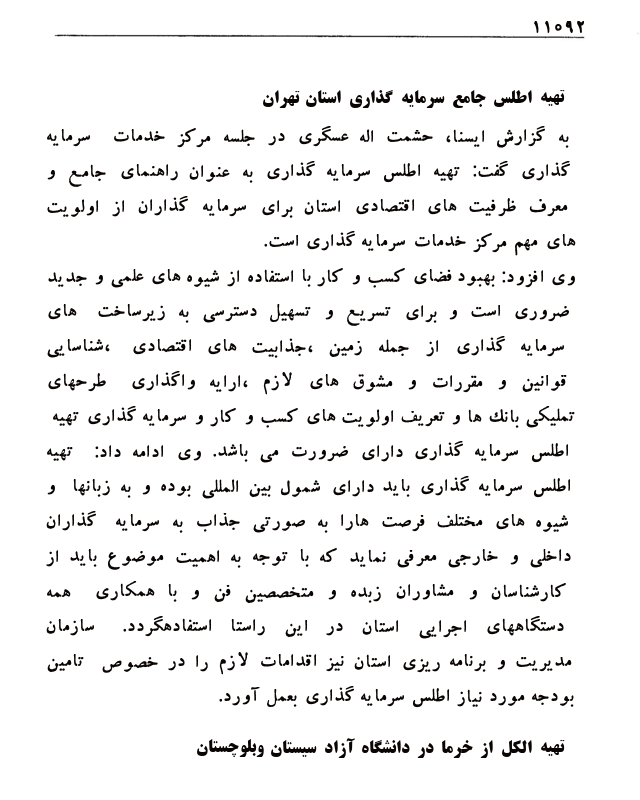 ۱۱۰۹۲
تهیه اطلس جامع سرمایه گذاری استان تهران
به گزارش ایسنا، حشمت اله عسگری در جلسه مرکز خدمات سرمایه
گذاری گفت: تهیه اطلس سرمایه گذاری به عنوان راهنمای جامع و
معرف ظرفیت های اقتصادی استان برای سرمایه گذاران از اولویت
های مهم مرکز خدمات سرمایه گذاری است.
وی افزود: بهبود فضای کسب و کار با استفاده از شیوه های علمی و جدید
ضروری است و برای تسریع و تسهیل دسترسی به زیرساخت های
سرمایه گذاری از جمله زمین ،جذابیت های اقتصادی ،شناسایی
قوانین و مقررات و مشوق های لازم ،ارایه واگذاری طرحهای
تملیکی بانك ها و تعریف اولویت های کسب و کار و سرمایه گذاری تهیه
اطلس سرمایه گذاری دارای ضرورت می باشد. وی ادامه داد: تهیه
اطلس سرمایه گذاری باید دارای شمول بین المللی بوده و به زبانها و
شیوه های مختلف فرصت هارا به صورتی جذاب به سرمایه گذاران
داخلی و خارجی معرفی نماید که با توجه به اهمیت موضوع باید از
کارشناسان و مشاوران زبده و متخصصین فن و با همکاری همه
دستگاههای اجرایی استان در این راستا استفادهگردد. سازمان
مدیریت و برنامه ریزی استان نیز اقدامات لازم را در خصوص تامین
بودجه مورد نیاز اطلس سرمایه گذاری بعمل آورد.
تهیه الکل از خرما در دانشگاه آزاد سیستان وبلوچستان